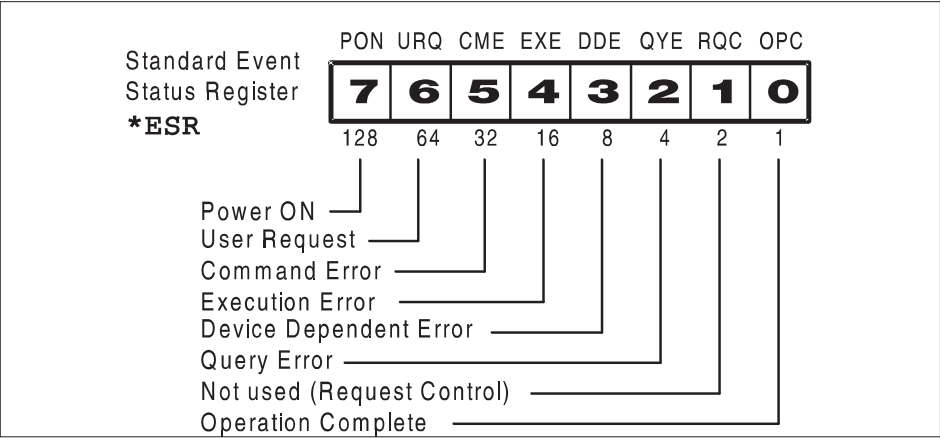 PON URQ CME EXE DDE QYE RQC OPC
Standard Event
Status Register
*ESR
7 6 5 4 3 2 1 0
128 64 32 16 8 4 2 1
Power ON
User Request
Command Error
Execution Error
Device Dependent Error
Query Error
Not used (Request Control)
Operation Complete